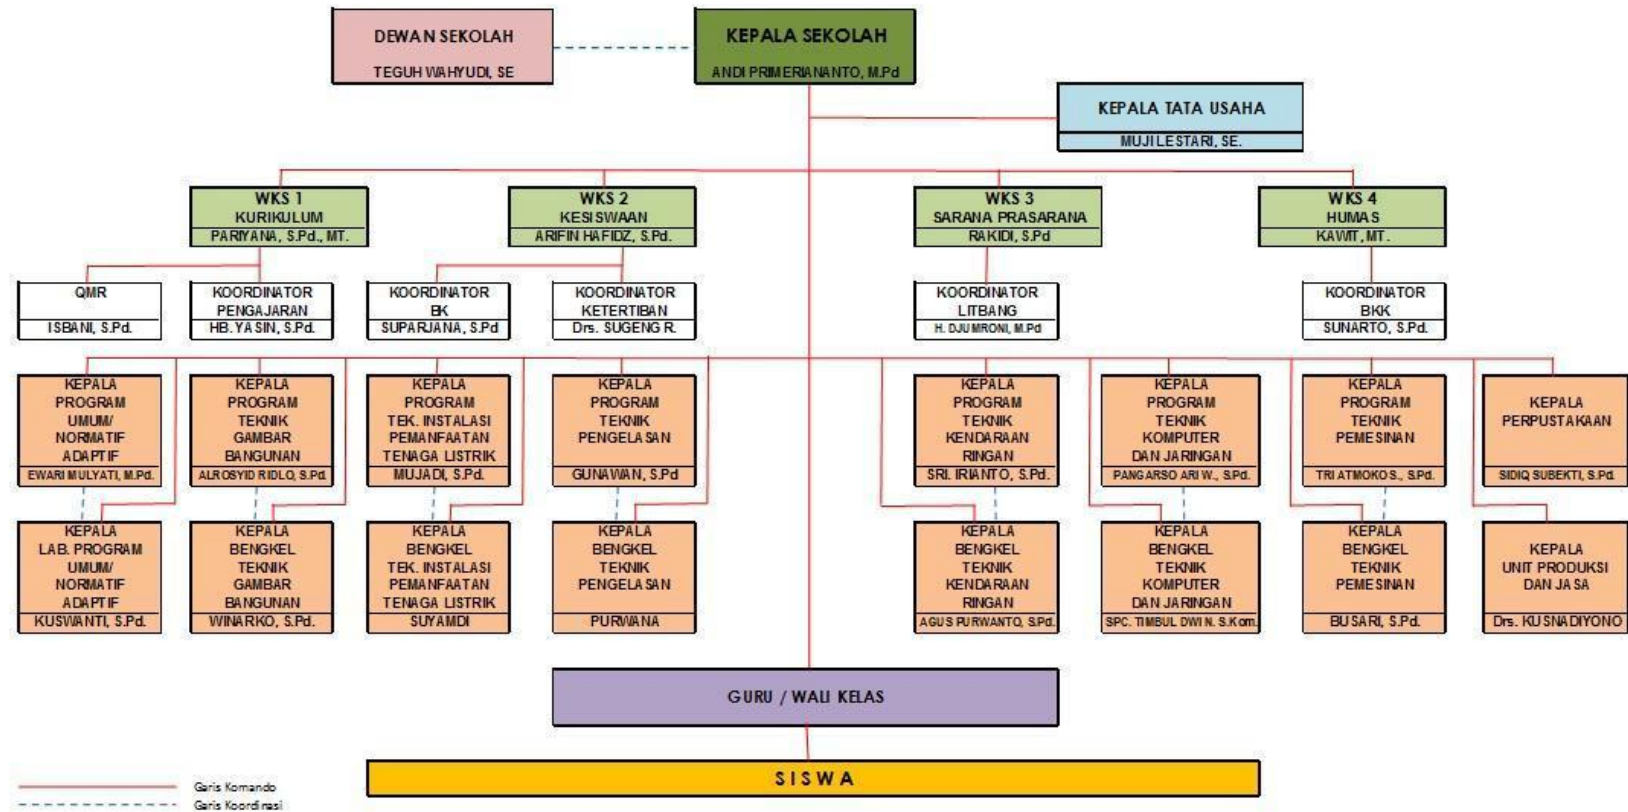 DEWAN SEKOLAH
TEGUH WAHYUDI, SE
KEPALA SEKOLAH
ANDI PRIMERIANANTO, M.Pd
KEPALA TATA USAHA
MUJI LESTARI, SE.
WKS 1
KURIKULUM
PARIYANA, S.Pd., MT.
WKS 2
KESISWAAN
ARIFIN HAFIDZ, S.Pd.
WKS 3
SARANA PRASARANA
RAKIDI, S.Pd
WKS 4
HUMAS
KAWIT, MT.
QMR
ISBANI, S.Pd.
KOORDINATOR
PENGAJARAN
HB. YASIN, S.Pd.
KOORDINATOR
BK
SUPARJANA, S.Pd
KOORDINATOR
KETERTIBAN
Drs. SUGENG R.
KOORDINATOR
LITBANG
H. DJUMRONI, M.Pd
KOORDINATOR
BKK
SUNARTO, S.Pd.
KEPALA
PROGRAM
UMUM/
NORMATIF
ADAPTIF
EWARI MULYATI, M.Pd.
KEPALA
PROGRAM
TEKNIK
GAMBAR
BANGUNAN
ALROSYID RIDLO, S.Pd
KEPALA
PROGRAM
TEK. INSTALASI
PEMANFAATAN
TENAGA LISTRIK
MUJADI, S.Pd.
KEPALA
PROGRAM
TEKNIK
PENGELASAN
GUNAWAN, S.Pd
KEPALA
PROGRAM
TEKNIK
KENDARAAN
RINGAN
SRI. IRIANTO, S.Pd.
KEPALA
PROGRAM
TEKNIK
KOMPUTER
DAN JARINGAN
PANGARSO ARI W., S.Pd.
KEPALA
PROGRAM
TEKNIK
PEMESINAN
TRI ATMOKO S., S.Pd.
KEPALA
PERPUSTAKAAN
SIDIQ SUBEKTI, S.Pd
KEPALA
LAB. PROGRAM
UMUM/
NORMATIF
ADAPTIF
KUSWANTI, S.Pd.
KEPALA
BENGKEL
TEKNIK
GAMBAR
BANGUNAN
WINARKO, S.Pd.
KEPALA
BENGKEL
TEK. INSTALASI
PEMANFAATAN
TENAGA LISTRIK
SUYAMDI
KEPALA
BENGKEL
TEKNIK
PENGELASAN
PURWANA
KEPALA
BENGKEL
TEKNIK
KENDARAAN
RINGAN
AGUS PURWANTO, S.Pd.
KEPALA
BENGKEL
TEKNIK
KOMPUTER
DAN JARINGAN
SPC. TIMBUL DWI N. S.Kom.
KEPALA
BENGKEL
TEKNIK
PEMESINAN
BUSARI, S.Pd.
KEPALA
UNIT PRODUKSI
DAN JASA
Drs. KUSNADIYONO
GURU / WALI KELAS
SISWA
Garis Komando
Garis Koordinasi